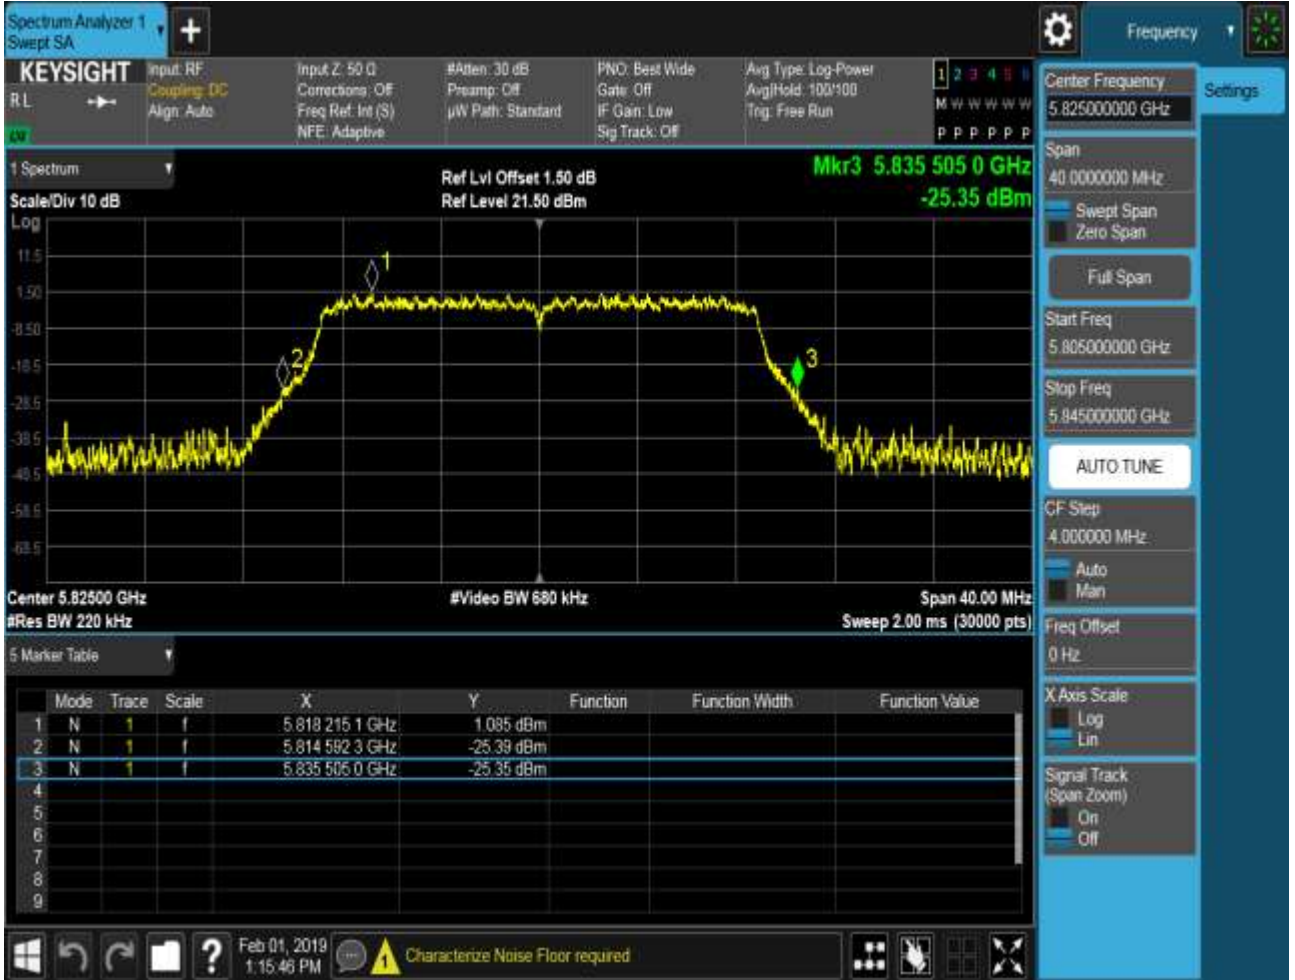 Spectrum Analyzer 1
Swept SA
+
Frequency
KEYSIGHT
RL
Input: RF
Coupling: DC
Align: Auto
Input Z: 50 Ω
Corrections: Off
Freq Ref: Int (S)
NFE: Adaptive
#Atten: 30 dB
Preamp: Off
µW Path: Standard
PNO: Best Wide
Gate: Off
IF Gain: Low
Sig Track: Off
Avg Type: Log-Power
Avg|Hold: 100/100
Trig: Free Run
1 2 3 4 5 6
M W W W W W
P P P P P P
1 Spectrum
Scale/Div 10 dB
Ref Lvl Offset 1.50 dB
Ref Level 21.50 dBm
Mkr3 5.835 505 0 GHz
-25.35 dBm
Log
11.5
1.50
-8.50
-18.5
-28.5
-38.5
-48.5
-58.5
-68.5
1
2
3
Center 5.82500 GHz
#Video BW 680 kHz
Span 40.00 MHz
#Res BW 220 kHz
Sweep 2.00 ms (30000 pts)
5 Marker Table
Mode Trace Scale X Y Function Function Width Function Value
1 N 1 f 5.818 215 1 GHz 1.085 dBm
2 N 1 f 5.814 592 3 GHz -25.39 dBm
3 N 1 f 5.835 505 0 GHz -25.35 dBm
4
5
6
7
8
9
Feb 01, 2019
1:15:46 PM
?
1
Characterize Noise Floor required
Settings
Center Frequency
5.825000000 GHz
Span
40.0000000 MHz
Swept Span
Zero Span
Full Span
Start Freq
5.805000000 GHz
Stop Freq
5.845000000 GHz
AUTO TUNE
CF Step
4.000000 MHz
Auto
Man
Freq Offset
0 Hz
X Axis Scale
Log
Lin
Signal Track
(Span Zoom)
On
Off